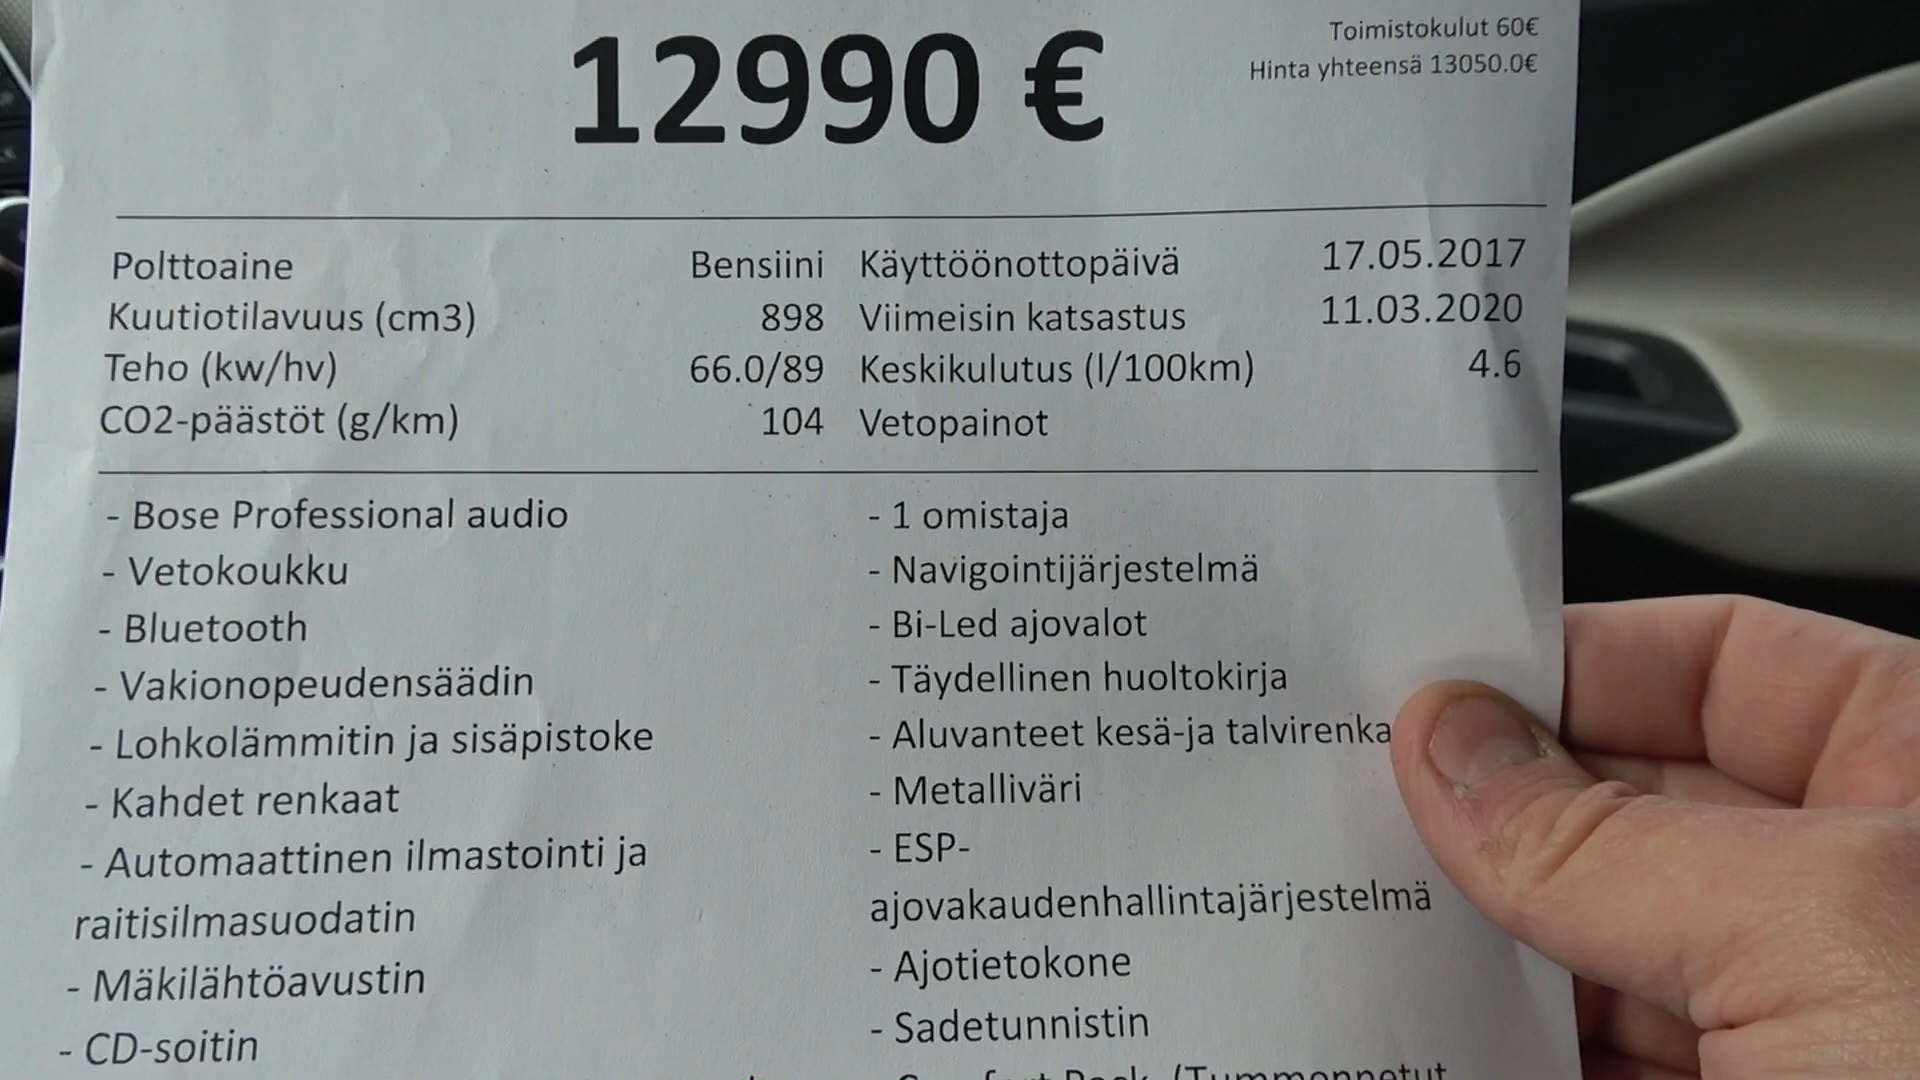 12990 €
Toimistokulut 60€
Hinta yhteensä 13050.0€
Polttoaine Bensiini Käyttöönottopäivä 17.05.2017
Kuutiotilavuus (cm3) 898 Viimeisin katsastus 11.03.2020
Teho (kw/hv) 66.0/89 Keskikulutus (l/100km) 4.6
CO2-päästöt (g/km) 104 Vetopainot
- Bose Professional audio
- Vetokoukku
- Bluetooth
- Vakionopeudensäädin
- Lohkolämmitin ja sisäpistoke
- Kahdet renkaat
- Automaattinen ilmastointi ja
raitisilmasuodatin
- Mäkilähtöavustin
- CD-soitin
- 1 omistaja
- Navigointijärjestelmä
- Bi-Led ajovalot
- Täydellinen huoltokirja
- Aluvanteet kesä-ja talvirenka
- Metalliväri
- ESP-
ajovakaudenhallintajärjestelmä
- Ajotietokone
- Sadetunnistin